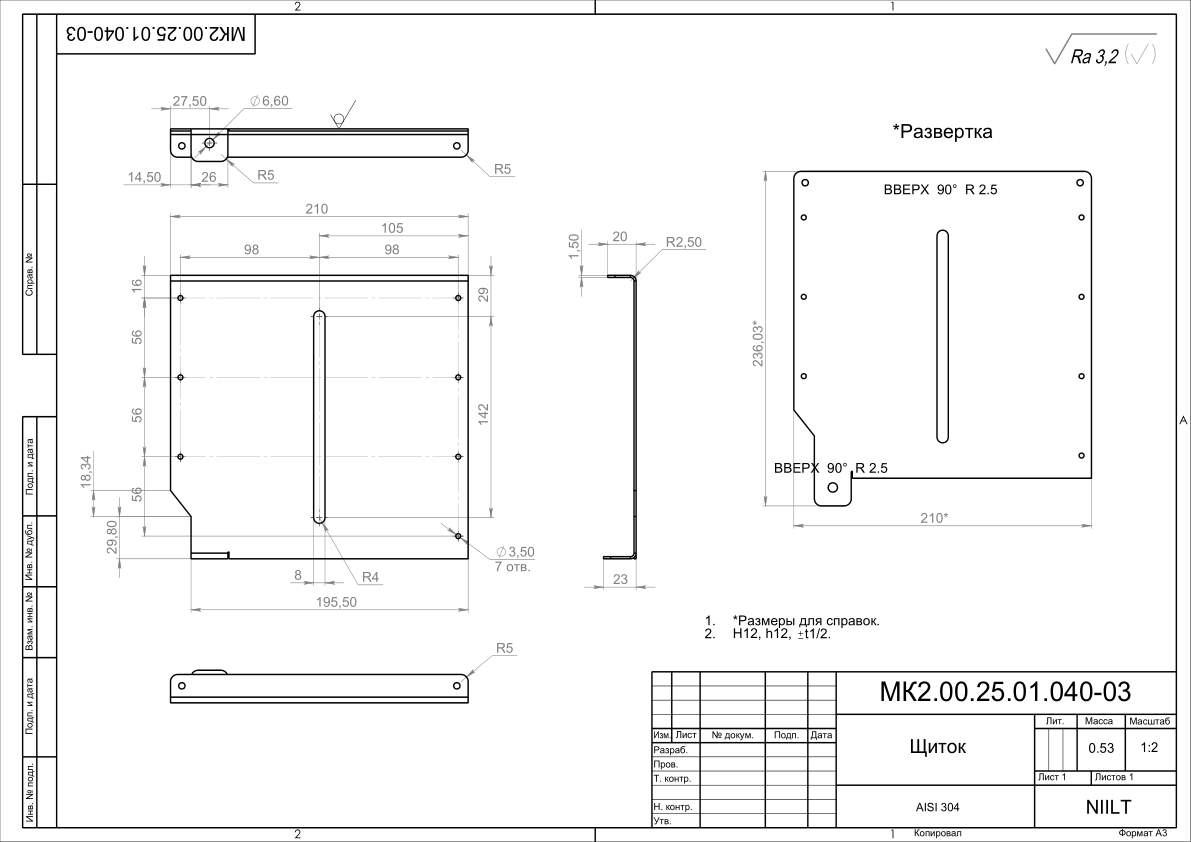 2
1
МК2.00.25.01.040-03
Ra 3,2 (√)
27,50
∅6,60
14,50
26
R5
R5
*Развертка
ВВЕРХ 90° R 2.5
210
105
98
98
16
56
56
56
18,34
29,80
29
142
8
R4
∅3,50
7 отв.
195,50
1,50
20
R2,50
23
236,03*
ВВЕРХ 90° R 2.5
210*
R5
A
1. *Размеры для справок.
2. H12, h12, ±t1/2.
Справ. №
Подп. и дата
Инв. № дубл.
Взам. инв. №
Подп. и дата
Инв. № подл.
МК2.00.25.01.040-03
Лит. Масса Масштаб
Изм. Лист № докум. Подп. Дата
Разраб.
Пров.
Т. контр.
Н. контр.
Утв.
Щиток
0.53
1:2
Лист 1
Листов 1
AISI 304
NIILT
2
1
Копировал
Формат А3